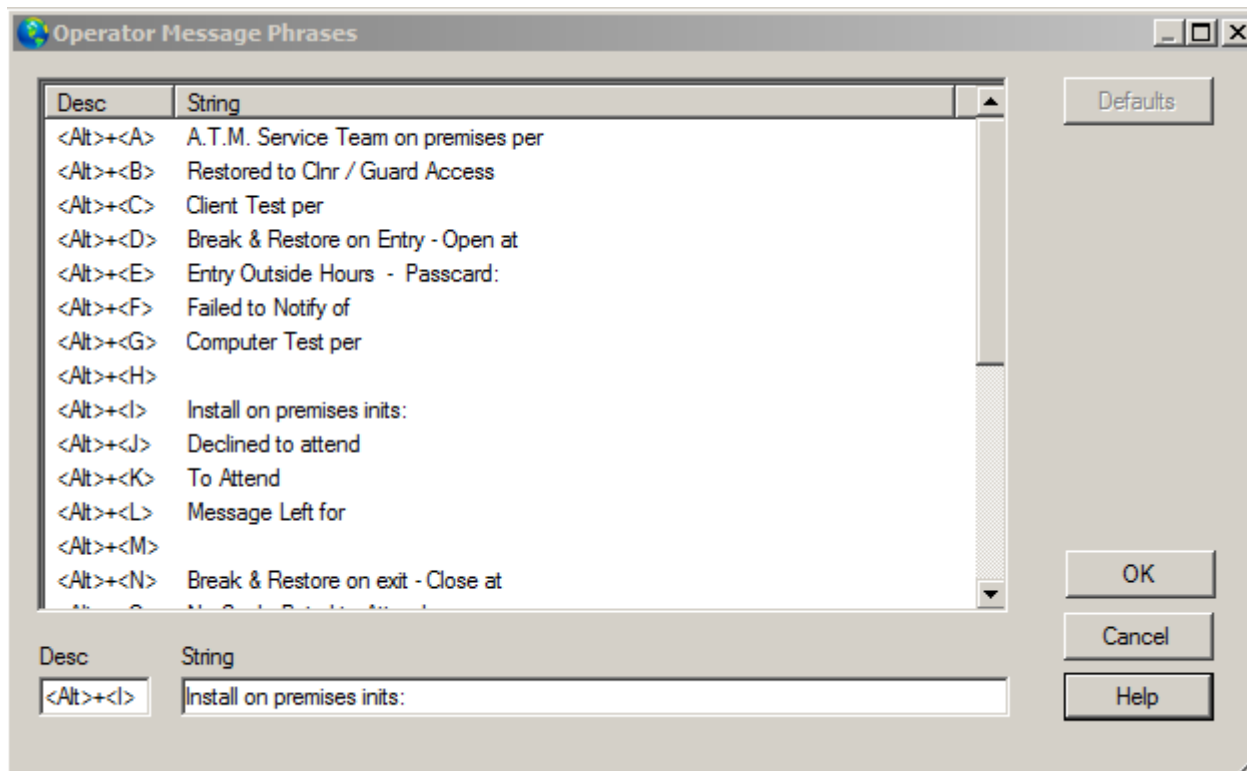 Operator Message Phrases
Desc String
<Alt>+<A> A.T.M. Service Team on premises per
<Alt>+<B> Restored to Clnr / Guard Access
<Alt>+<C> Client Test per
<Alt>+<D> Break & Restore on Entry - Open at
<Alt>+<E> Entry Outside Hours  -  Passcard:
<Alt>+<F> Failed to Notify of
<Alt>+<G> Computer Test per
<Alt>+<H>
<Alt>+<I> Install on premises inits:
<Alt>+<J> Declined to attend
<Alt>+<K> To Attend
<Alt>+<L> Message Left for
<Alt>+<M>
<Alt>+<N> Break & Restore on exit - Close at
Defaults
OK
Cancel
Help
Desc String
<Alt>+<I> Install on premises inits: